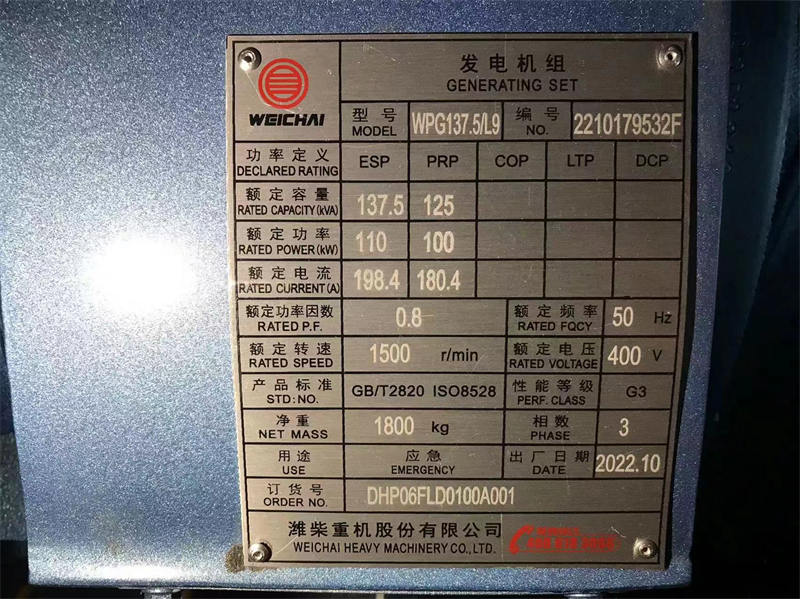 发电机组
GENERATING SET
WEICHAI
型号 MODEL WPG137.5/L9 编号 NO. 2210179532F
功率定义 DECLARED RATING ESP PRP COP LTP DCP
额定容量 RATED CAPACITY(kVA) 137.5 125
额定功率 RATED POWER(kW) 110 100
额定电流 RATED CURRENT(A) 198.4 180.4
额定功率因数 RATED P.F. 0.8 额定频率 RATED FQCY 50 Hz
额定转速 RATED SPEED 1500 r/min 额定电压 RATED VOLTAGE 400 V
产品标准 STD:NO. GB/T2820 ISO8528 性能等级 PERF. CLASS G3
净重 NET MASS 1800 kg 相数 PHASE 3
用途 USE 应急 EMERGENCY 出厂日期 DATE 2022.10
订货号 ORDER NO. DHP06FLD0100A001
潍柴重机股份有限公司
WEICHAI HEAVY MACHINERY CO.,LTD.